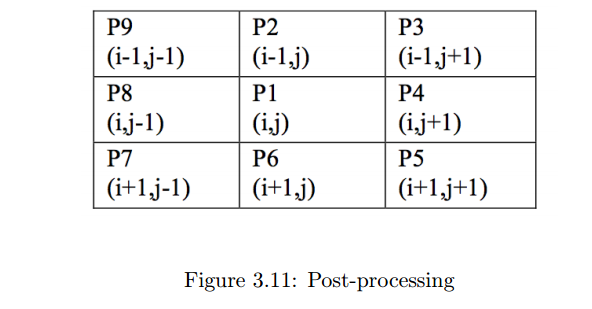 P9 P2 P3
(i-1,j-1) (i-1,j) (i-1,j+1)
P8 P1 P4
(i,j-1) (i,j) (i,j+1)
P7 P6 P5
(i+1,j-1) (i+1,j) (i+1,j+1)
Figure 3.11: Post-processing